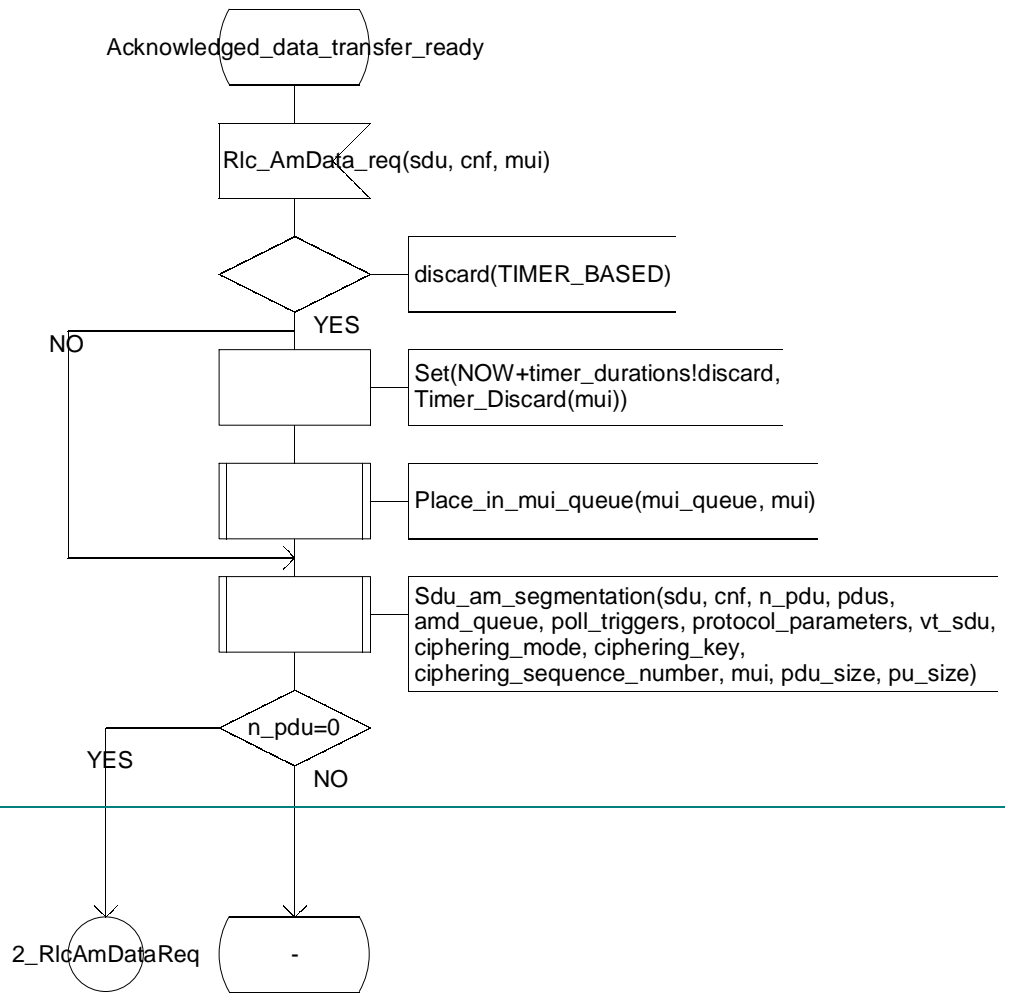 Acknowledged_data_transfer_ready
Rlc_AmData_req(sdu, cnf, mui)
discard(TIMER_BASED)
YES
NO
Set(NOW+timer_durations!discard,
Timer_Discard(mui))
Place_in_mui_queue(mui_queue, mui)
Sdu_am_segmentation(sdu, cnf, n_pdu, pdus,
amd_queue, poll_triggers, protocol_parameters, vt_sdu,
ciphering_mode, ciphering_key,
ciphering_sequence_number, mui, pdu_size, pu_size)
n_pdu=0
YES
NO
2_RlcAmDataReq
-